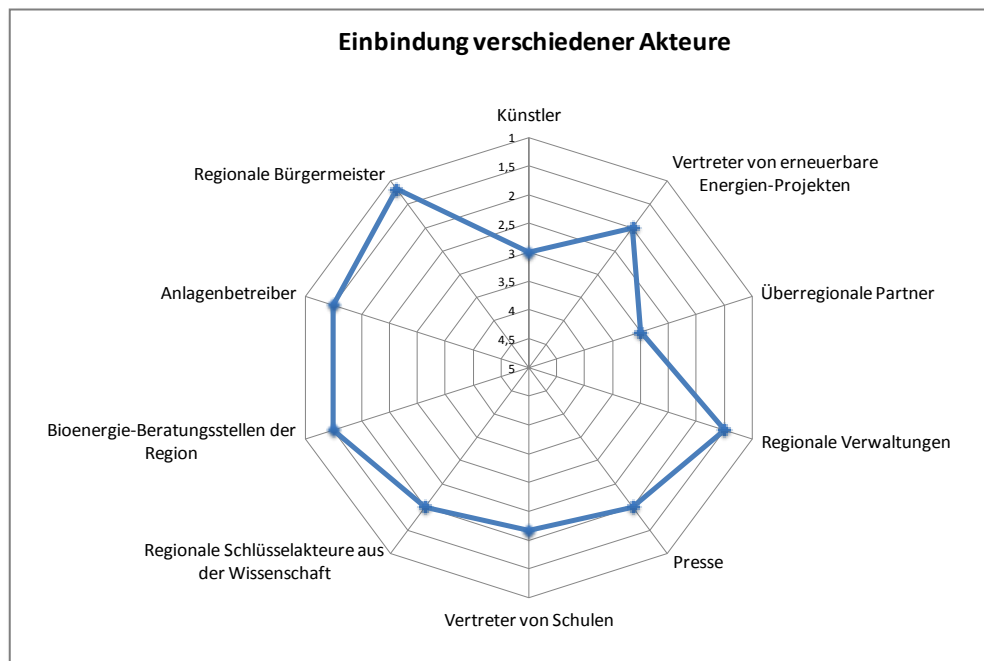 Einbindung verschiedener Akteure
Künstler
1
1,5
2
2,5
3
3,5
4
4,5
5
Vertreter von erneuerbare
Energien-Projekten
Überregionale Partner
Regionale Verwaltungen
Presse
Vertreter von Schulen
Regionale Schlüsselakteure aus
der Wissenschaft
Bioenergie-Beratungsstellen der
Region
Anlagenbetreiber
Regionale Bürgermeister